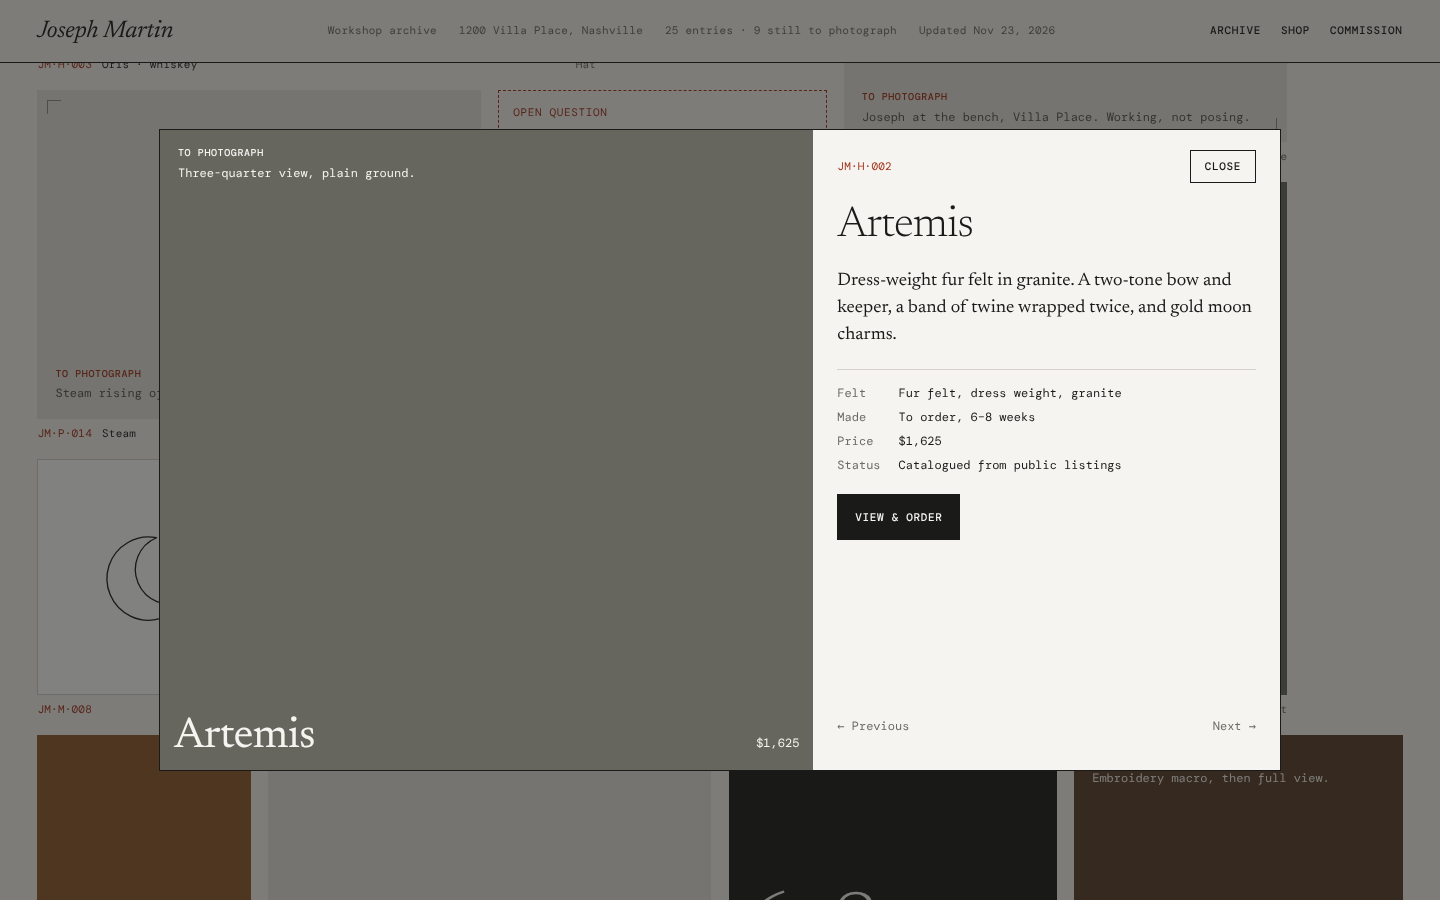 Joseph Martin
Workshop archive 1200 Villa Place, Nashville 25 entries · 9 still to photograph Updated Nov 23, 2026
ARCHIVE SHOP COMMISSION
JM·H·003 Oris · Whiskey
Hat
OPEN QUESTION
TO PHOTOGRAPH
Joseph at the bench, Villa Place. Working, not posing.
TO PHOTOGRAPH
Three-quarter view, plain ground.
JM·H·002
CLOSE
Artemis
Dress-weight fur felt in granite. A two-tone bow and
keeper, a band of twine wrapped twice, and gold moon
charms.
Felt Fur felt, dress weight, granite
Made To order, 6–8 weeks
Price $1,625
Status Catalogued from public listings
VIEW & ORDER
← Previous
Next →
Artemis
$1,625
TO PHOTOGRAPH
Steam rising
JM·P·014 Steam
JM·M·008
Embroidery macro, then full view.